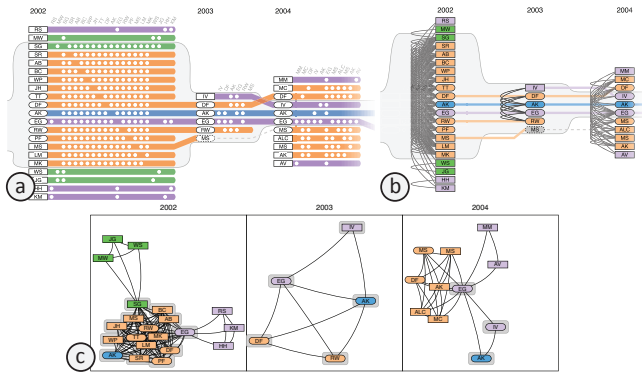 2002
2003
2004
2002
2003
2004
RS
MW
SG
SR
AB
BC
WP
JH
TT
DF
AK
EG
RW
PF
MS
LM
MK
WS
JG
HH
KM
IV
DF
AK
EG
RW
MS
MM
MC
DF
IV
AK
EG
MS
ALC
MS
AK
AV
a
RS
MW
SG
SR
AB
BC
WP
JH
TT
DF
AK
EG
RW
PF
MS
LM
MK
WS
JG
HH
KM
IV
DF
AK
EG
RW
MS
MM
MC
DF
IV
AK
EG
MS
ALC
MS
AK
AV
b
2002
2003
2004
JG
WS
MW
SG
BC
MS
AB
JH
RW
EG
WP
TT
MK
LM
DF
AK
SR
PF
RS
KM
HH
IV
EG
AK
DF
RW
MM
MS
MS
AV
DF
AK
EG
ALC
MC
IV
AK
c